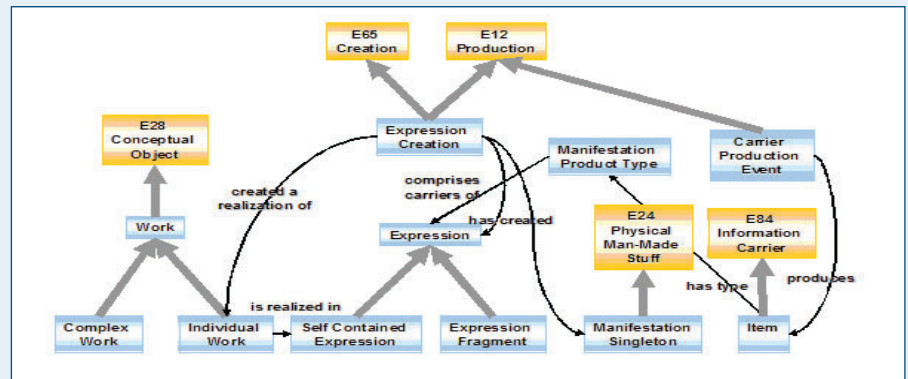 E65
Creation
E12
Production
E28
Conceptual
Object
Expression
Creation
Manifestation
Product Type
Carrier
Production
Event
created a
realization of
comprises
carriers of
has created
Work
Expression
E24
Physical
Man-Made
Stuff
E84
Information
Carrier
has type
produces
is realized in
Complex
Work
Individual
Work
Self Contained
Expression
Expression
Fragment
Manifestation
Singleton
Item